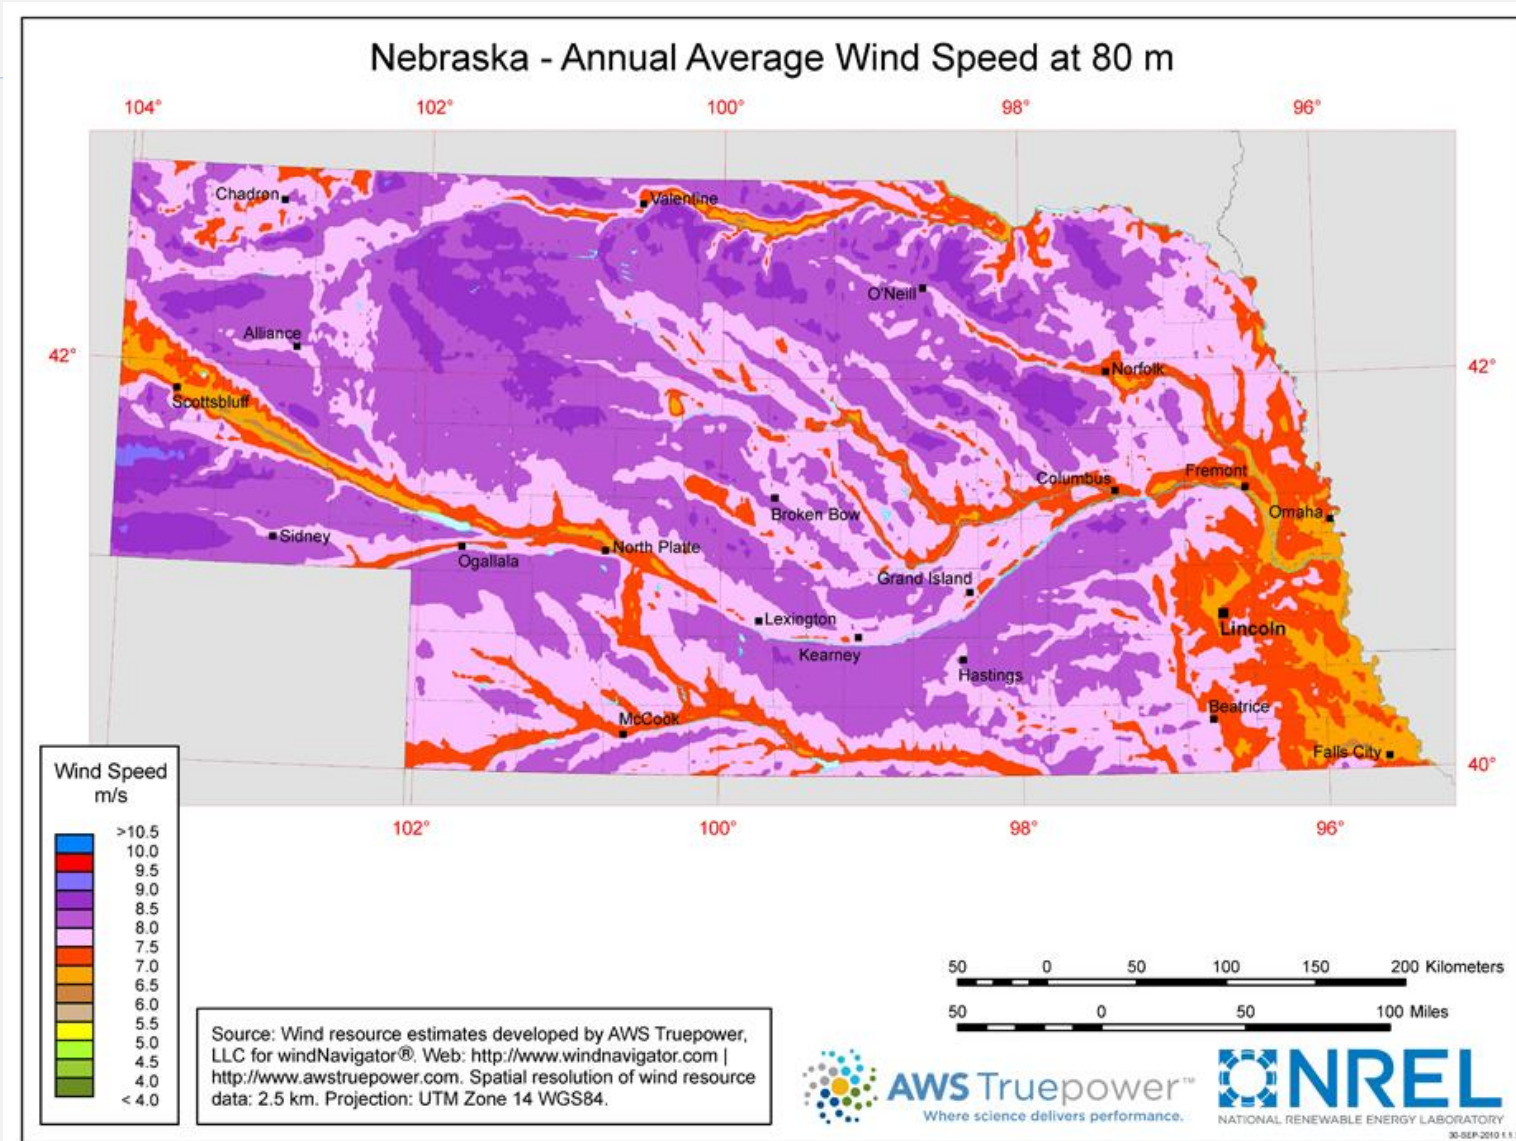 Nebraska - Annual Average Wind Speed at 80 m
104° 102° 100° 98° 96°
Chadron
Valentine
O'Neill
Alliance
42° 42°
Norfolk
Scottsbluff
Fremont
Columbus
Broken Bow
Omaha
Sidney
North Platte
Ogallala
Grand Island
Lexington
Lincoln
Kearney
Hastings
Beatrice
McCook
Falls City
40°
102° 100° 98° 96°
Wind Speed
m/s
>10.5
10.0
9.5
9.0
8.5
8.0
7.5
7.0
6.5
6.0
5.5
5.0
4.5
4.0
< 4.0
50 0 50 100 150 200 Kilometers
50 0 50 100 Miles
Source: Wind resource estimates developed by AWS Truepower,
LLC for windNavigator®. Web: http://www.windnavigator.com |
http://www.awstruepower.com. Spatial resolution of wind resource
data: 2.5 km. Projection: UTM Zone 14 WGS84.
AWS Truepower™
Where science delivers performance.
NREL
NATIONAL RENEWABLE ENERGY LABORATORY
30-SEP-2010